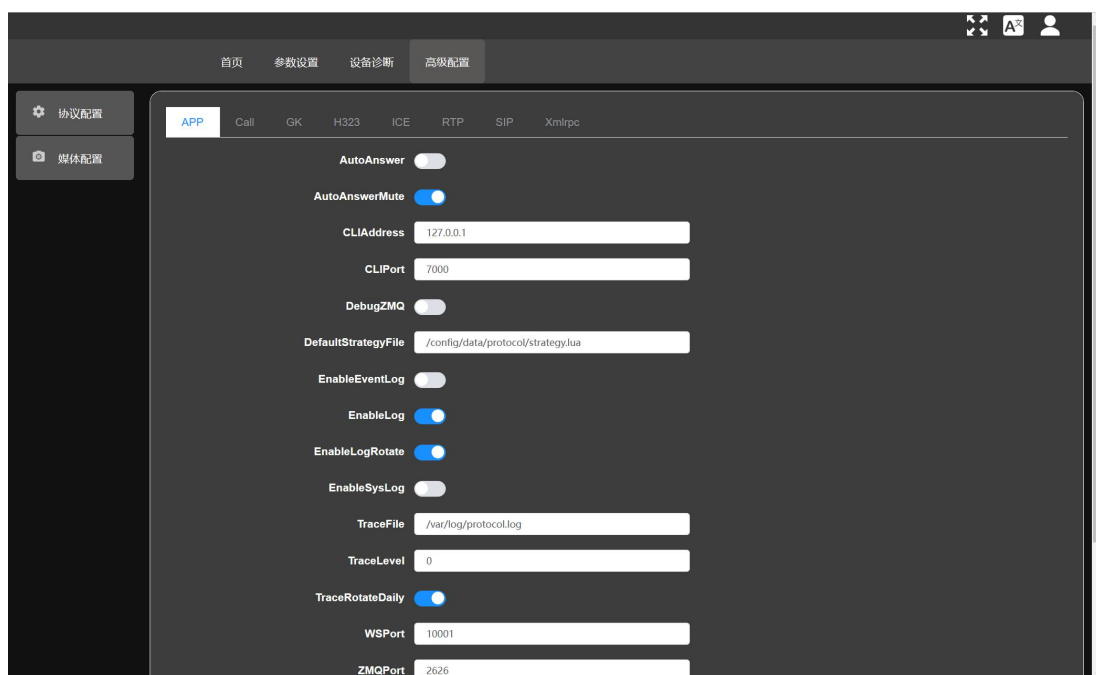 A文
首页 参数设置 设备诊断 高级配置
协议配置
媒体配置
APP Call GK H323 ICE RTP SIP Xmlrpc
AutoAnswer
AutoAnswerMute
CLIAddress 127.0.0.1
CLIPort 7000
DebugZMQ
DefaultStrategyFile /config/data/protocol/strategy.lua
EnableEventLog
EnableLog
EnableLogRotate
EnableSysLog
TraceFile /var/log/protocol.log
TraceLevel 0
TraceRotateDaily
WSPort 10001
ZMQPort 2626